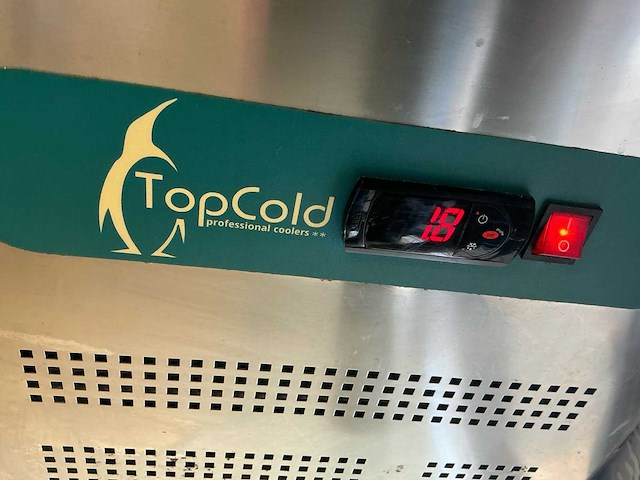 TopCold
professional coolers **
18